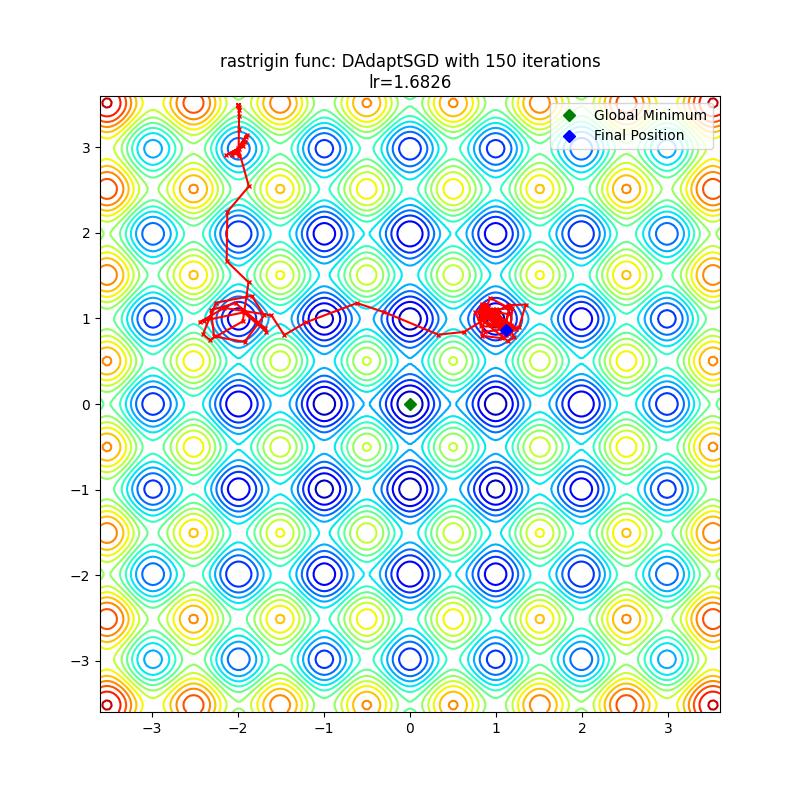 rastrigin func: DAdaptSGD with 150 iterations
lr=1.6826
Global Minimum
Final Position
3
2
1
0
−1
−2
−3
−3 −2 −1 0 1 2 3